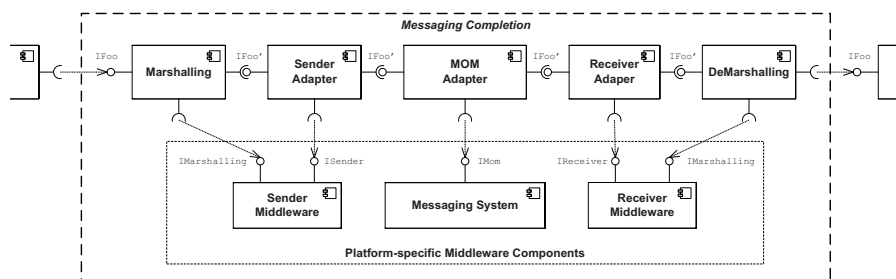 Messaging Completion
IFoo
IFoo'
IFoo'
IFoo'
IFoo'
IFoo
Marshalling
Sender
Adapter
MOM
Adapter
Receiver
Adaper
DeMarshalling
IMarshalling
ISender
IMom
IReceiver
IMarshalling
Sender
Middleware
Messaging System
Receiver
Middleware
Platform-specific Middleware Components